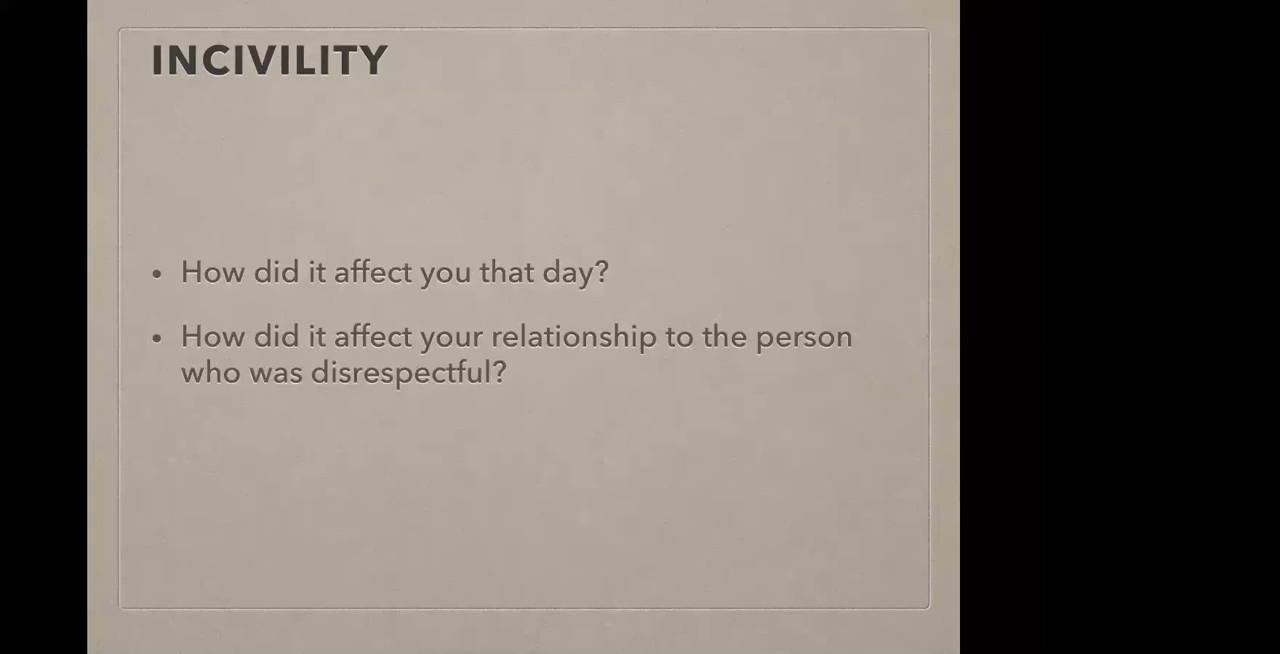 INCIVILITY
• How did it affect you that day?
• How did it affect your relationship to the person
who was disrespectful?